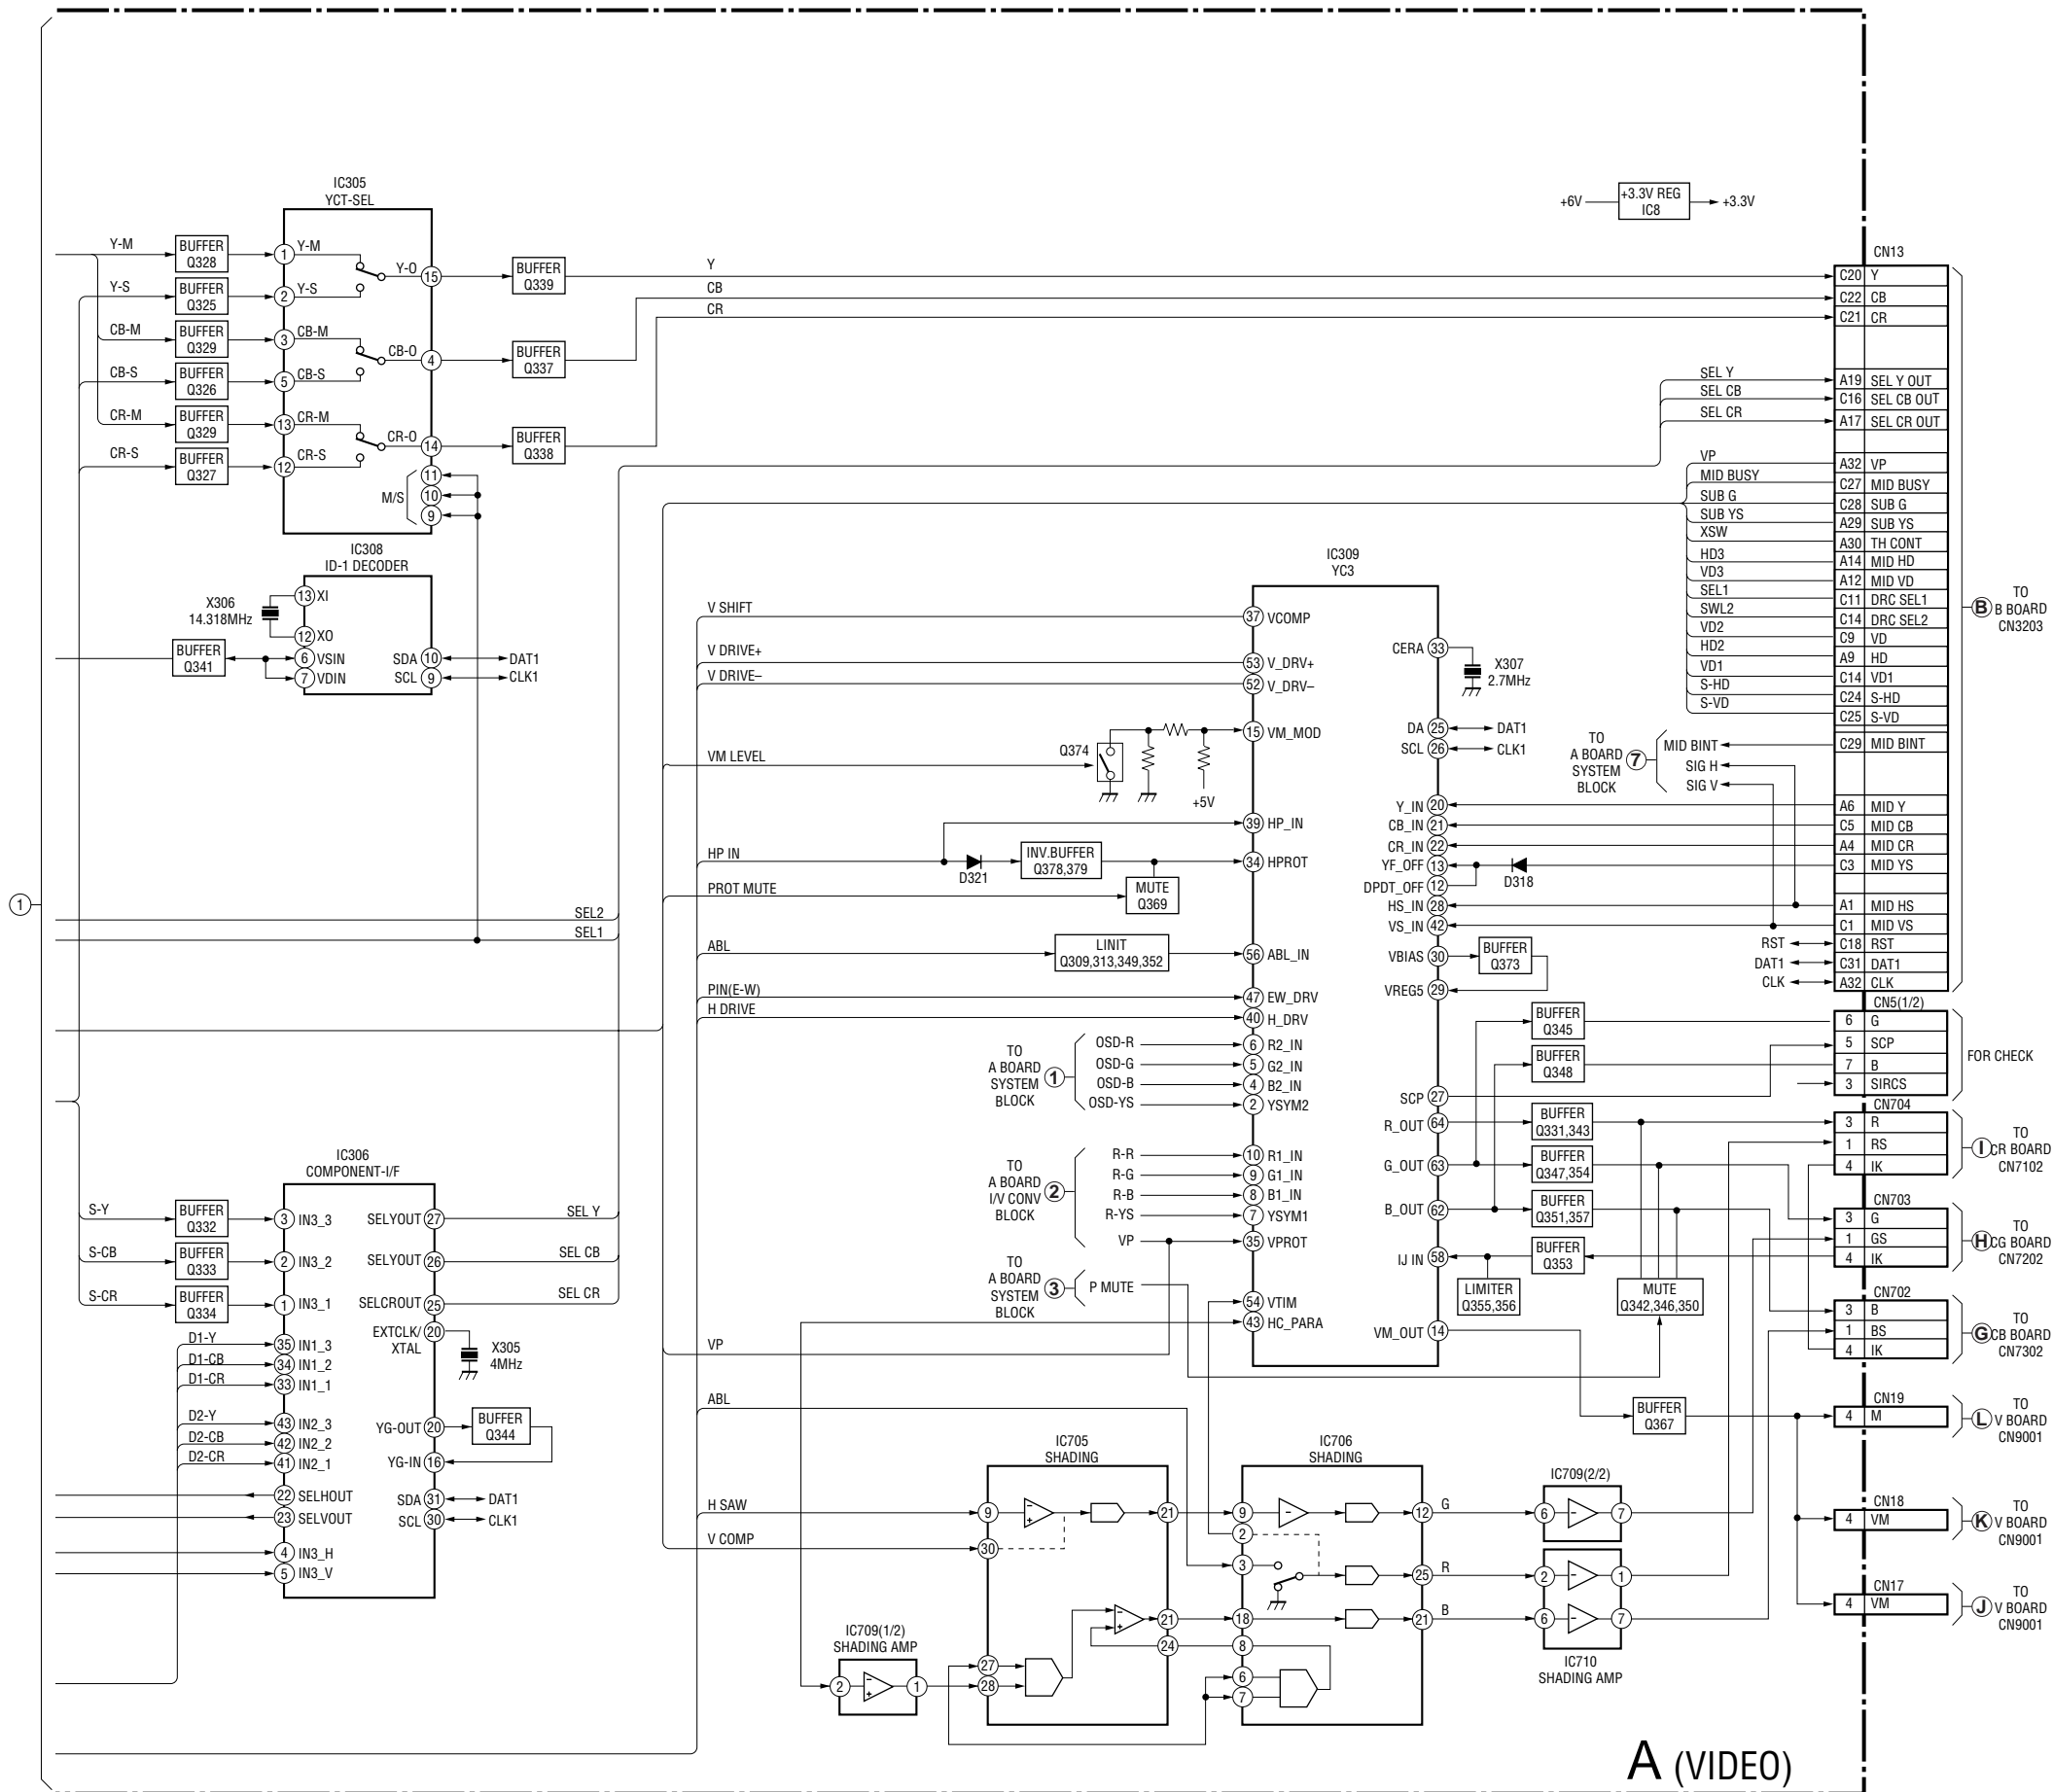 +6V
+3.3V REG
IC8
+3.3V
IC305
YCT-SEL
Y-M
BUFFER
Q328
1 Y-M
Y-S
BUFFER
Q325
2 Y-S
Y-O 15
BUFFER
Q339
Y
CB-M
BUFFER
Q329
3 CB-M
CB-S
BUFFER
Q326
5 CB-S
CB-O 4
BUFFER
Q337
CB
CR-M
BUFFER
Q329
13 CR-M
CR-S
BUFFER
Q327
12 CR-S
CR-O 14
BUFFER
Q338
CR
M/S
11
10
9
IC308
ID-1 DECODER
X306
14.318MHz
13 XI
12 XO
BUFFER
Q341
6 VSIN
7 VDIN
SDA 10 DAT1
SCL 9 CLK1
1
SEL2
SEL1
IC306
COMPONENT-I/F
S-Y
BUFFER
Q332
3 IN3_3
S-CB
BUFFER
Q333
2 IN3_2
S-CR
BUFFER
Q334
1 IN3_1
D1-Y 35 IN1_3
D1-CB 34 IN1_2
D1-CR 33 IN1_1
D2-Y 43 IN2_3
D2-CB 42 IN2_2
D2-CR 41 IN2_1
22 SELHOUT
23 SELVOUT
4 IN3_H
5 IN3_V
SELYOUT 27 SEL Y
SELYOUT 26 SEL CB
SELCROUT 25 SEL CR
EXTCLK/
XTAL
20
X305
4MHz
YG-OUT 20
BUFFER
Q344
YG-IN 16
SDA 31 DAT1
SCL 30 CLK1
IC309
YC3
V SHIFT 37 VCOMP
V DRIVE+ 53 V_DRV+
V DRIVE– 52 V_DRV–
VM LEVEL
Q374
+5V
15 VM_MOD
39 HP_IN
HP IN
D321
INV.BUFFER
Q378,379
34 HPROT
PROT MUTE
MUTE
Q369
ABL
LINIT
Q309,313,349,352
56 ABL_IN
PIN(E-W) 47 EW_DRV
H DRIVE 40 H_DRV
TO
A BOARD
SYSTEM
BLOCK
1
OSD-R 6 R2_IN
OSD-G 5 G2_IN
OSD-B 4 B2_IN
OSD-YS 2 YSYM2
TO
A BOARD
I/V CONV
BLOCK
2
R-R 10 R1_IN
R-G 9 G1_IN
R-B 8 B1_IN
R-YS 7 YSYM1
VP 35 VPROT
TO
A BOARD
SYSTEM
BLOCK
3
P MUTE
54 VTIM
43 HC_PARA
VP
ABL
CERA 33
X307
2.7MHz
DA 25 DAT1
SCL 26 CLK1
Y_IN 20
CB_IN 21
CR_IN 22
YF_OFF 13
D318
DPDT_OFF 12
HS_IN 28
VS_IN 42
VBIAS 30
BUFFER
Q373
VREG5 29
SCP 27
R_OUT 64
G_OUT 63
B_OUT 62
IJ IN 58
VM_OUT 14
BUFFER
Q345
BUFFER
Q348
BUFFER
Q331,343
BUFFER
Q347,354
BUFFER
Q351,357
BUFFER
Q353
LIMITER
Q355,356
MUTE
Q342,346,350
BUFFER
Q367
TO
A BOARD
SYSTEM
BLOCK
7
MID BINT
SIG H
SIG V
CN13
C20 Y
C22 CB
C21 CR
SEL Y A19 SEL Y OUT
SEL CB C16 SEL CB OUT
SEL CR A17 SEL CR OUT
VP A32 VP
MID BUSY C27 MID BUSY
SUB G C28 SUB G
SUB YS A29 SUB YS
XSW A30 TH CONT
HD3 A14 MID HD
VD3 A12 MID VD
SEL1 C11 DRC SEL1
SWL2 C14 DRC SEL2
VD2 C9 VD
HD2 A9 HD
VD1 C14 VD1
S-HD C24 S-HD
S-VD C25 S-VD
C29 MID BINT
A6 MID Y
C5 MID CB
A4 MID CR
C3 MID YS
A1 MID HS
C1 MID VS
RST C18 RST
DAT1 C31 DAT1
CLK A32 CLK
B
TO
B BOARD
CN3203
CN5(1/2)
6 G
5 SCP
7 B
3 SIRCS
FOR CHECK
CN704
3 R
1 RS
4 IK
I
TO
CR BOARD
CN7102
CN703
3 G
1 GS
4 IK
H
TO
CG BOARD
CN7202
CN702
3 B
1 BS
4 IK
G
TO
CB BOARD
CN7302
CN19
4 M
L
TO
V BOARD
CN9001
CN18
4 VM
K
TO
V BOARD
CN9001
CN17
4 VM
J
TO
V BOARD
CN9001
IC705
SHADING
H SAW 9 – + 21
V COMP 30
– + 21
24
27
28
IC709(1/2)
SHADING AMP
2 – + 1
IC706
SHADING
9 – 12 G
2
3
25 R
18 21 B
8
6
7
IC709(2/2)
6 – 7
2 – 1
6 – 7
IC710
SHADING AMP
A (VIDEO)